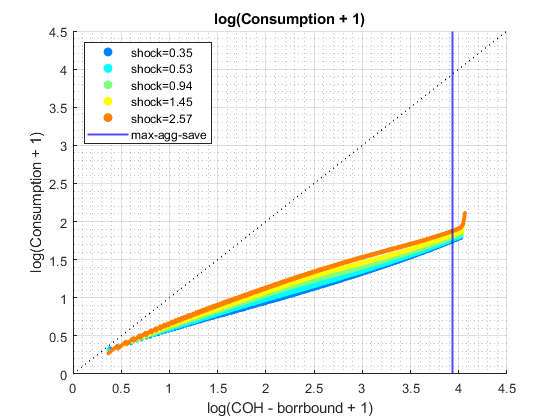 log(Consumption + 1)
4.5
4
3.5
3
2.5
2
1.5
1
0.5
0
log(Consumption + 1)
shock=0.35
shock=0.53
shock=0.94
shock=1.45
shock=2.57
max-agg-save
0 0.5 1 1.5 2 2.5 3 3.5 4 4.5
log(COH - borrbound + 1)